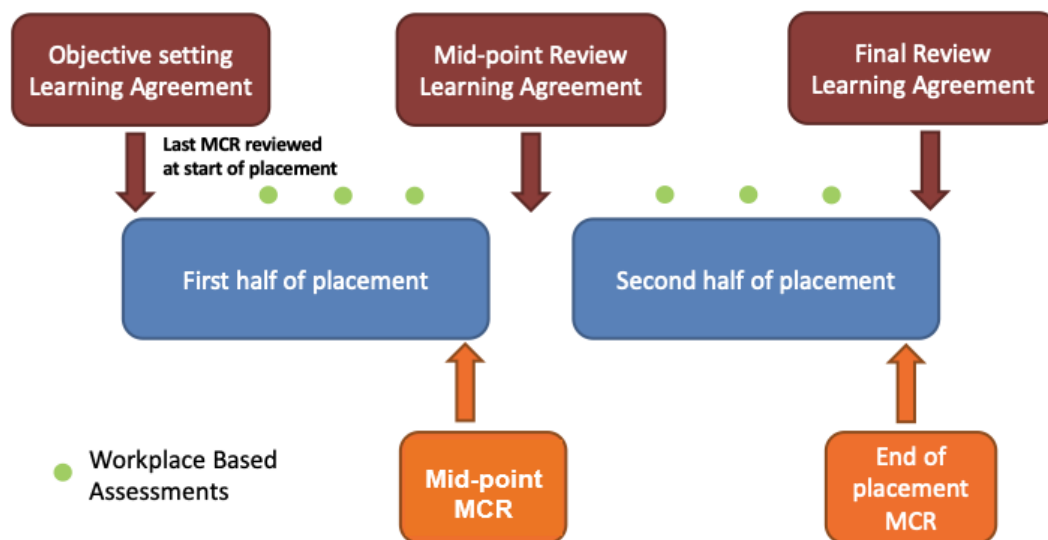 Objective setting
Learning Agreement
Mid-point Review
Learning Agreement
Final Review
Learning Agreement
Last MCR reviewed
at start of placement
First half of placement
Second half of placement
Workplace Based
Assessments
Mid-point
MCR
End of
placement
MCR